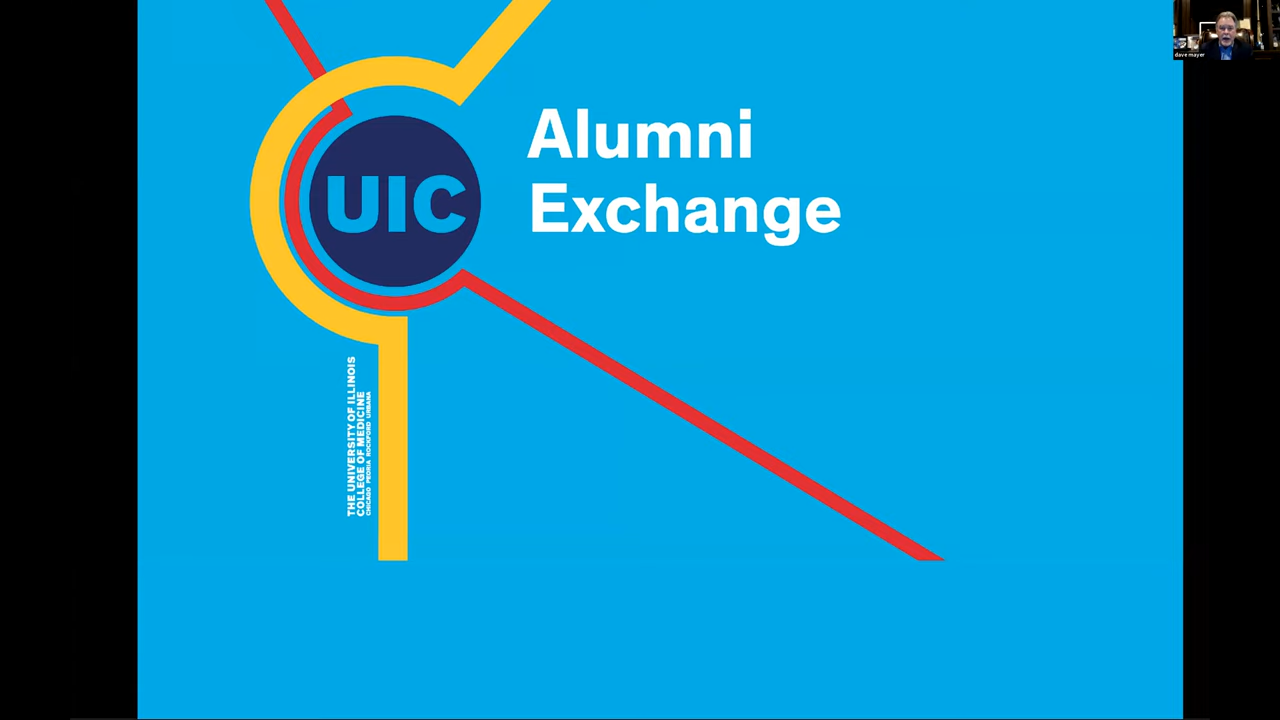 dave mayer
Alumni
Exchange
UIC
THE UNIVERSITY OF ILLINOIS
COLLEGE OF MEDICINE
CHICAGO PEORIA ROCKFORD URBANA